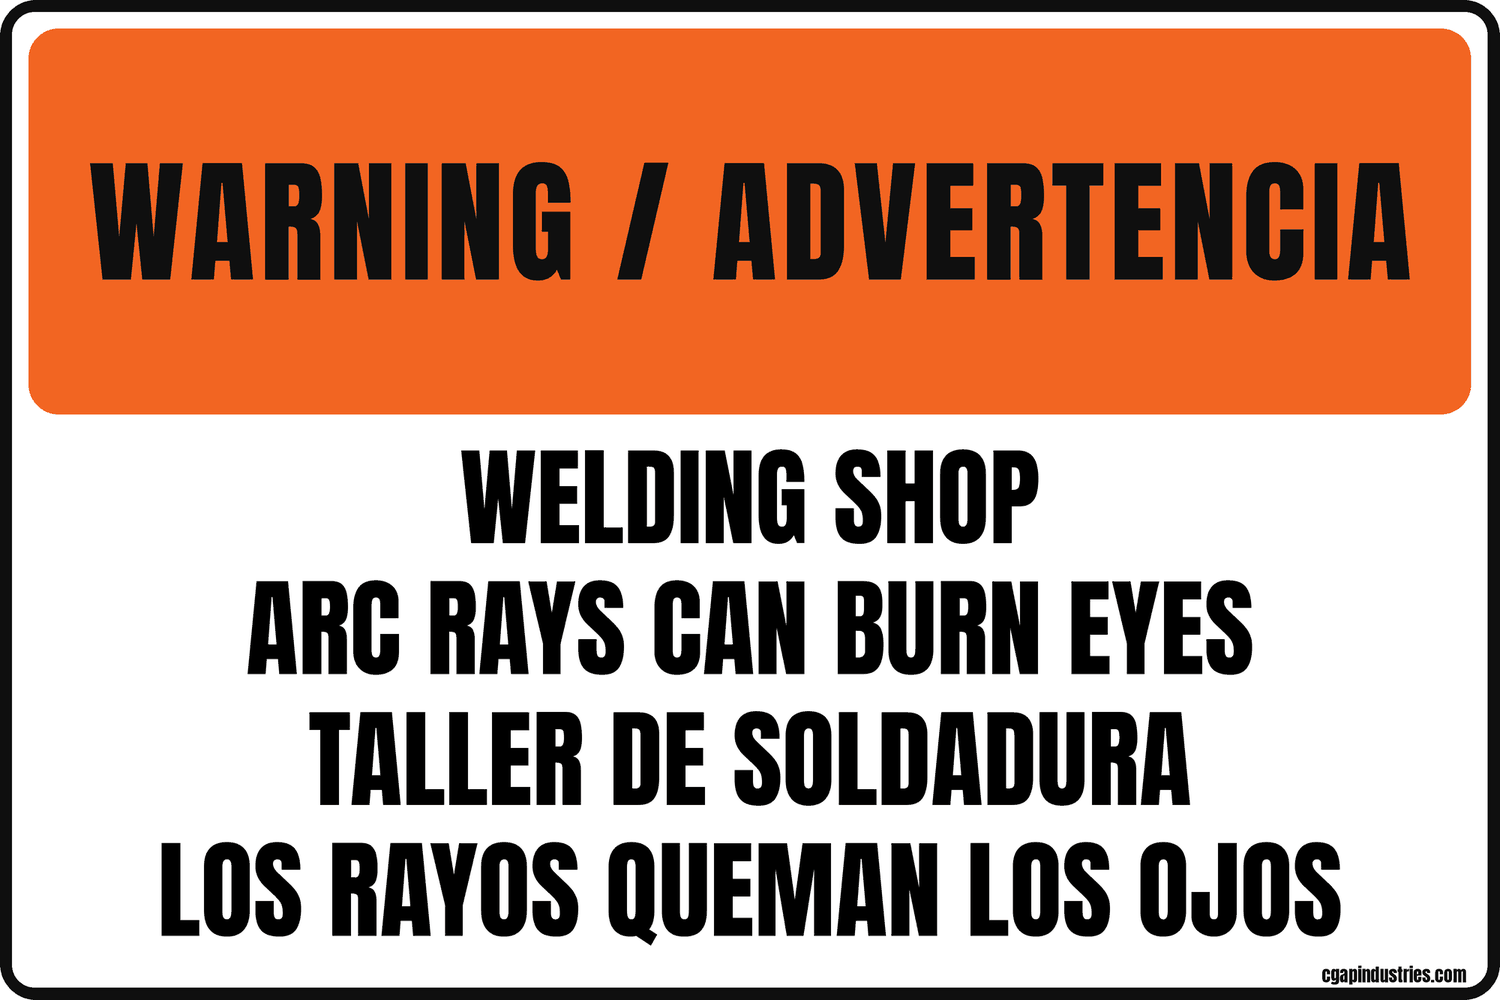 WARNING / ADVERTENCIA
WELDING SHOP
ARC RAYS CAN BURN EYES
TALLER DE SOLDADURA
LOS RAYOS QUEMAN LOS OJOS
cgapindustries.com